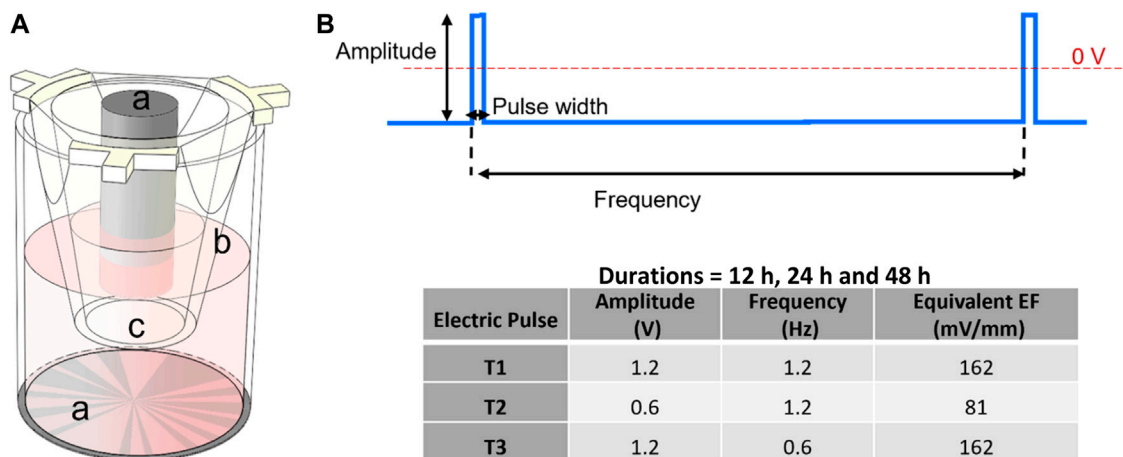 A
a
b
c
a
B
Amplitude
0 V
Pulse width
Frequency
Durations = 12 h, 24 h and 48 h
Electric Pulse Amplitude (V) Frequency (Hz) Equivalent EF (mV/mm)
T1 1.2 1.2 162
T2 0.6 1.2 81
T3 1.2 0.6 162